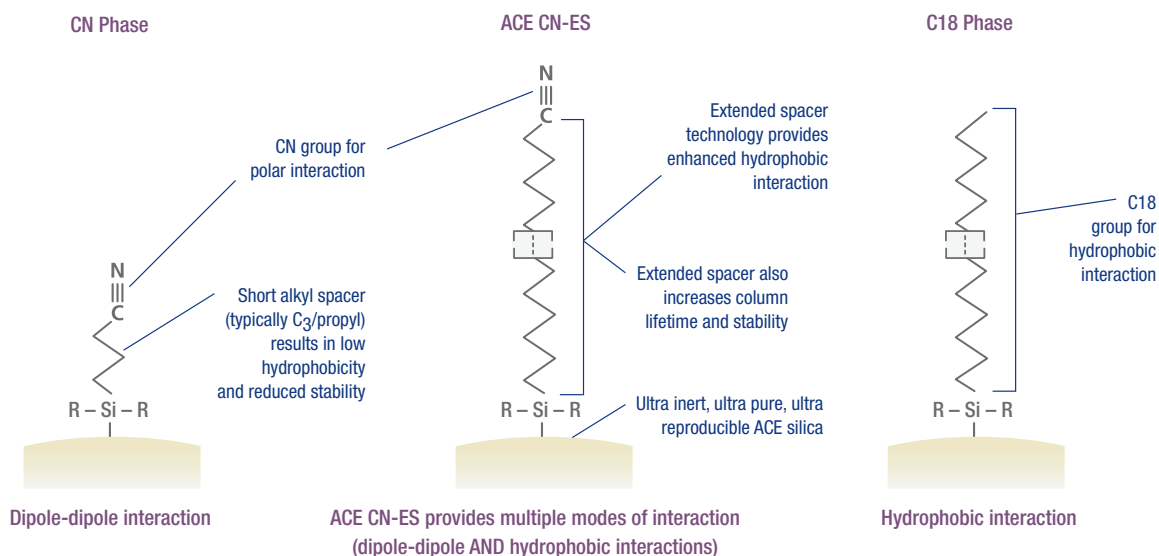 CN Phase
ACE CN-ES
C18 Phase
N
C
CN group for
polar interaction
N
C
Short alkyl spacer
(typically C3/propyl)
results in low
hydrophobicity
and reduced stability
Extended spacer
technology provides
enhanced hydrophobic
interaction
Extended spacer also
increases column
lifetime and stability
C18
group for
hydrophobic
interaction
R – Si – R
R – Si – R
R – Si – R
Ultra inert, ultra pure, ultra
reproducible ACE silica
Dipole-dipole interaction
ACE CN-ES provides multiple modes of interaction
(dipole-dipole AND hydrophobic interactions)
Hydrophobic interaction